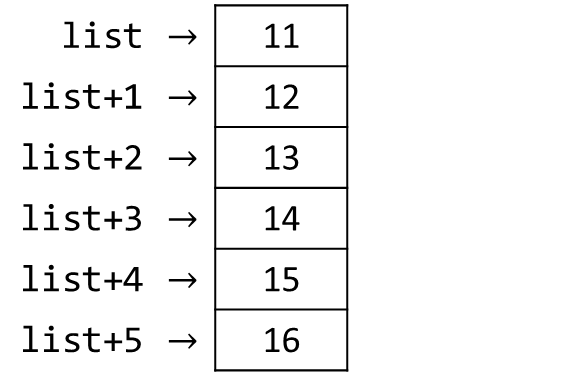 list → 11
list+1 → 12
list+2 → 13
list+3 → 14
list+4 → 15
list+5 → 16